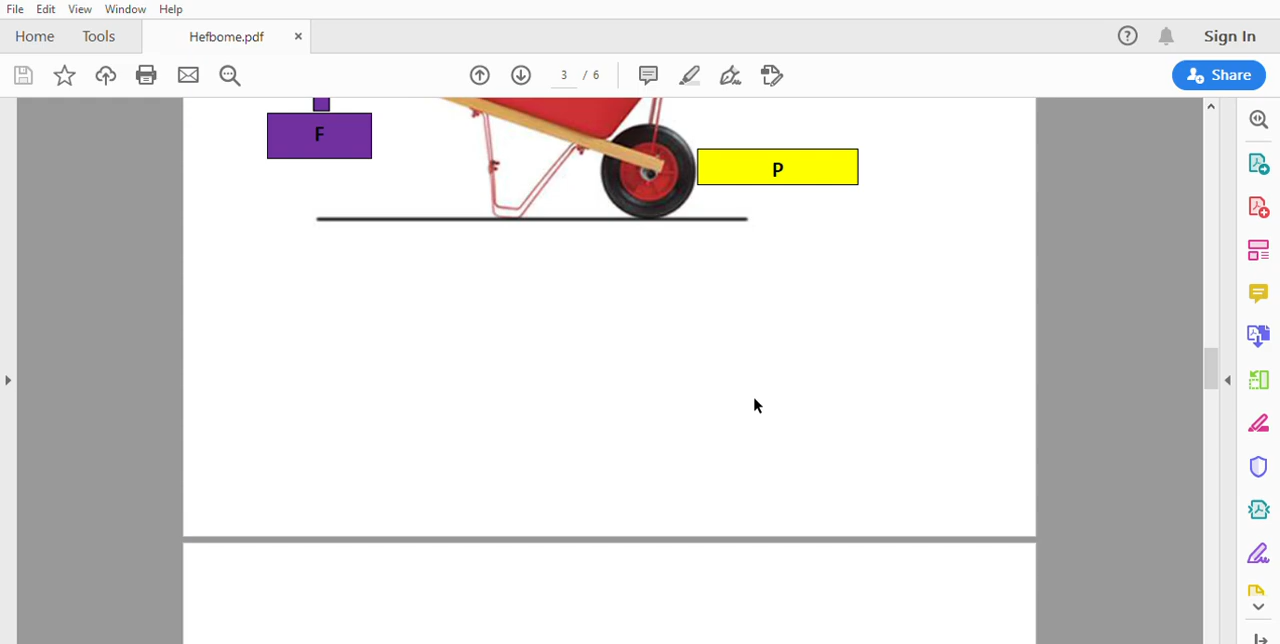 File Edit View Window Help
Home Tools Hefbome.pdf × Sign In
3 / 6 Share
F
P